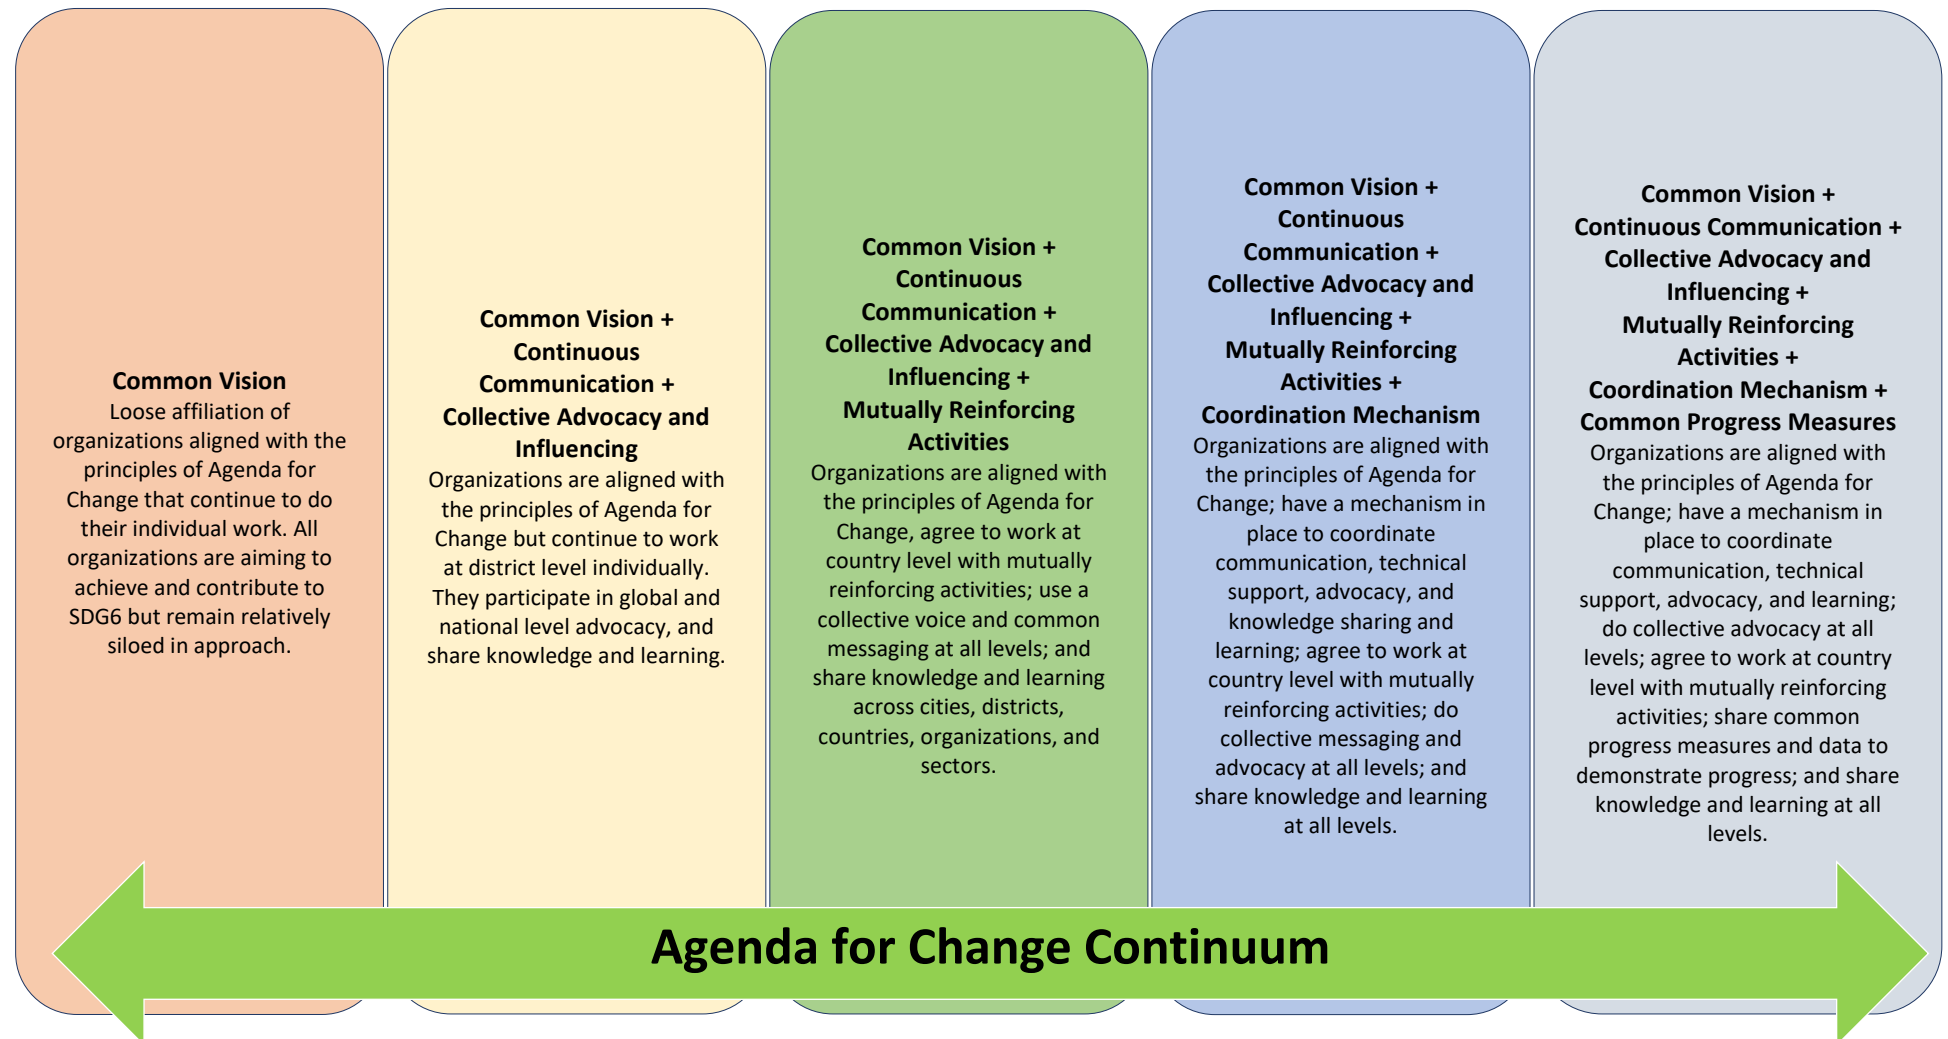 Common Vision
Loose affiliation of
organizations aligned with the
principles of Agenda for
Change that continue to do
their individual work. All
organizations are aiming to
achieve and contribute to
SDG6 but remain relatively
siloed in approach.
Common Vision +
Continuous
Communication +
Collective Advocacy and
Influencing
Organizations are aligned with
the principles of Agenda for
Change but continue to work
at district level individually.
They participate in global and
national level advocacy, and
share knowledge and learning.
Common Vision +
Continuous
Communication +
Collective Advocacy and
Influencing +
Mutually Reinforcing
Activities
Organizations are aligned with
the principles of Agenda for
Change, agree to work at
country level with mutually
reinforcing activities; use a
collective voice and common
messaging at all levels; and
share knowledge and learning
across cities, districts,
countries, organizations, and
sectors.
Common Vision +
Continuous
Communication +
Collective Advocacy and
Influencing +
Mutually Reinforcing
Activities +
Coordination Mechanism
Organizations are aligned with
the principles of Agenda for
Change; have a mechanism in
place to coordinate
communication, technical
support, advocacy, and
knowledge sharing and
learning; agree to work at
country level with mutually
reinforcing activities; do
collective messaging and
advocacy at all levels; and
share knowledge and learning
at all levels.
Common Vision +
Continuous Communication +
Collective Advocacy and
Influencing +
Mutually Reinforcing
Activities +
Coordination Mechanism +
Common Progress Measures
Organizations are aligned with
the principles of Agenda for
Change; have a mechanism in
place to coordinate
communication, technical
support, advocacy, and learning;
do collective advocacy at all
levels; agree to work at country
level with mutually reinforcing
activities; share common
progress measures and data to
demonstrate progress; and share
knowledge and learning at all
levels.
Agenda for Change Continuum